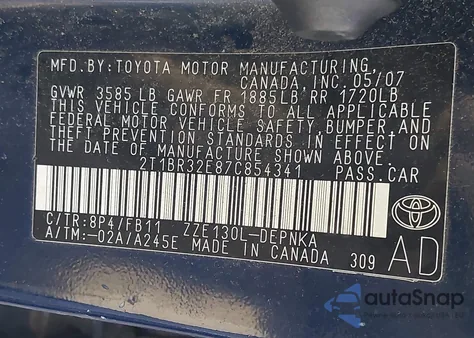 MFD.BY:TOYOTA MOTOR MANUFACTURING
CANADA,INC. 05/07
GVWR 3585LB GAWR FR 1885LB RR 1720LB
THIS VEHICLE CONFORMS TO ALL APPLICABLE
FEDERAL MOTOR VEHICLE SAFETY, BUMPER, AND
THEFT PREVENTION STANDARDS IN EFFECT ON
THE DATE OF MANUFACTURE SHOWN ABOVE.
2T1BR32E87C854341 PASS.CAR
C/TR:8P4/FB11 ZZE130L-DEPNKA
A/TM:-02A/A245E MADE IN CANADA 309
AD
autoSnap